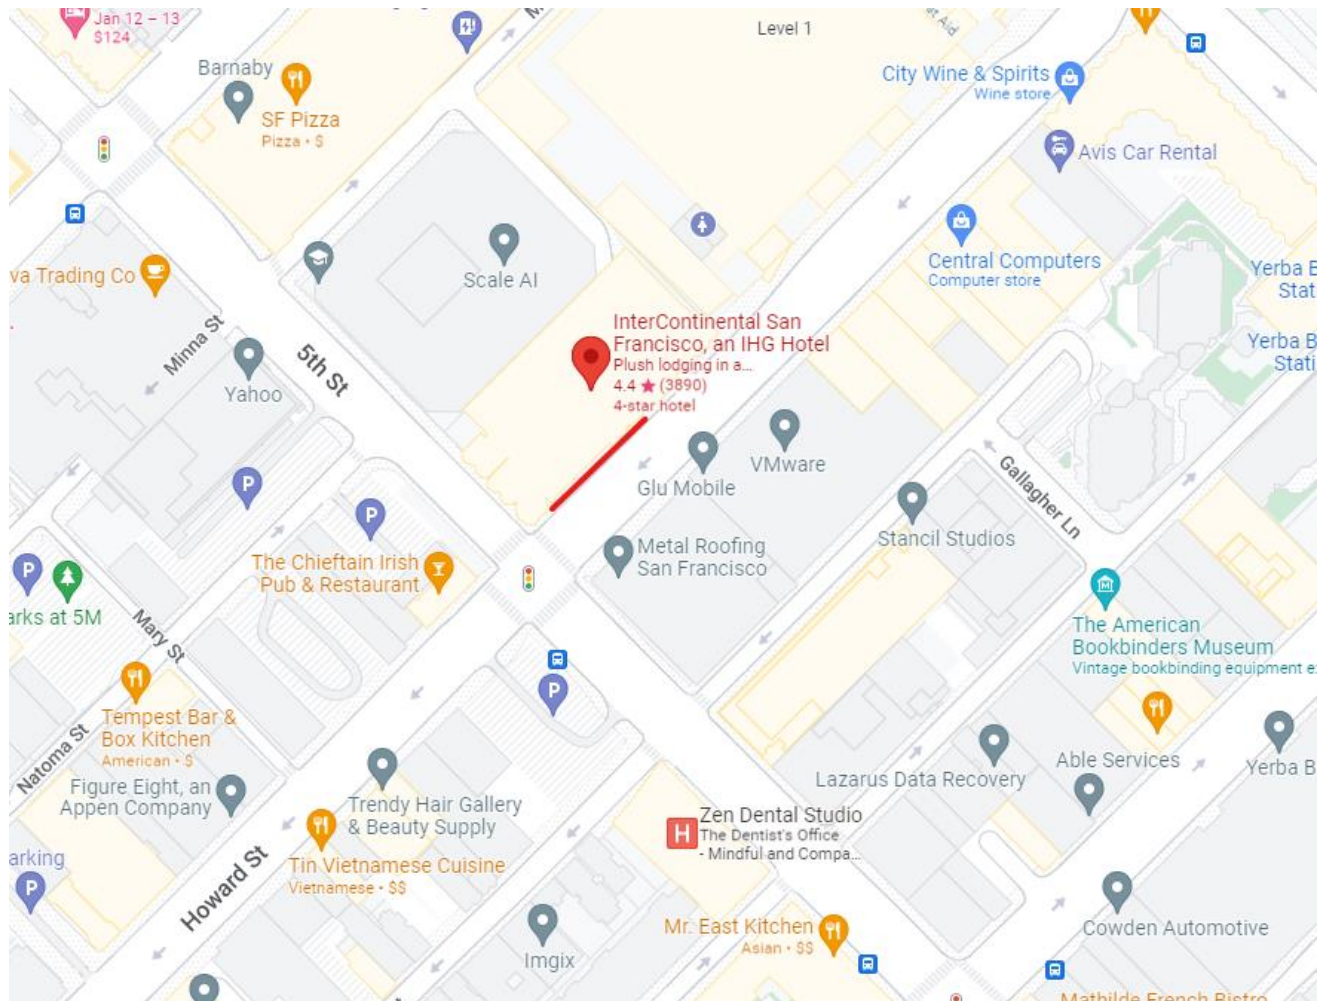 Jan 12 – 13
$124
Level 1
Barnaby
SF Pizza
Pizza • $
City Wine & Spirits
Wine store
Avis Car Rental
va Trading Co
Scale AI
Central Computers
Computer store
Yerba B
Stat
Minna St
5th St
InterContinental San
Francisco, an IHG Hotel
Plush lodging in a...
4.4 ★ (3890)
4-star hotel
Yerba B
Stati
Yahoo
P
Glu Mobile
VMware
Gallagher Ln
P
Stancil Studios
The Chieftain Irish
Pub & Restaurant
Metal Roofing
San Francisco
P
arks at 5M
Mary St
The American
Bookbinders Museum
Vintage bookbinding equipment e
P
Tempest Bar &
Box Kitchen
American • $
Natoma St
Figure Eight, an
Appen Company
Trendy Hair Gallery
& Beauty Supply
Lazarus Data Recovery
Able Services
Yerba B
H
Zen Dental Studio
The Dentist's Office
- Mindful and Compa...
arking
P
Howard St
Tin Vietnamese Cuisine
Vietnamese • $$
Imgix
Mr. East Kitchen
Asian • $$
Cowden Automotive
Mathilde French Bistro